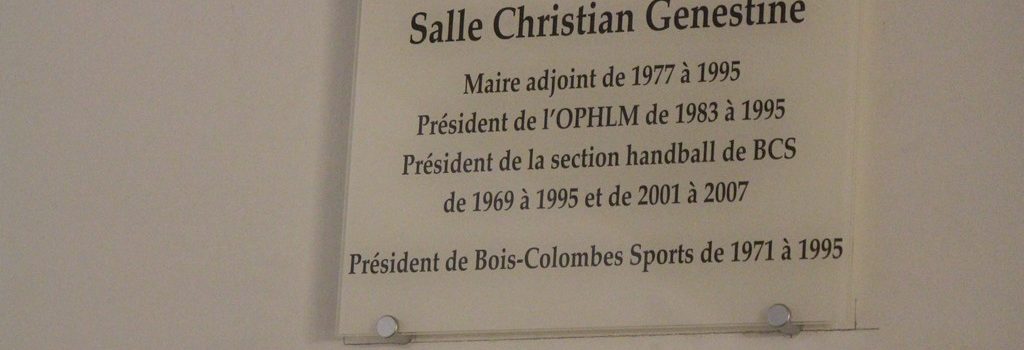 Salle Christian Genestine
Maire adjoint de 1977 à 1995
Président de l'OPHLM de 1983 à 1995
Président de la section handball de BCS
de 1969 à 1995 et de 2001 à 2007
Président de Bois-Colombes Sports de 1971 à 1995